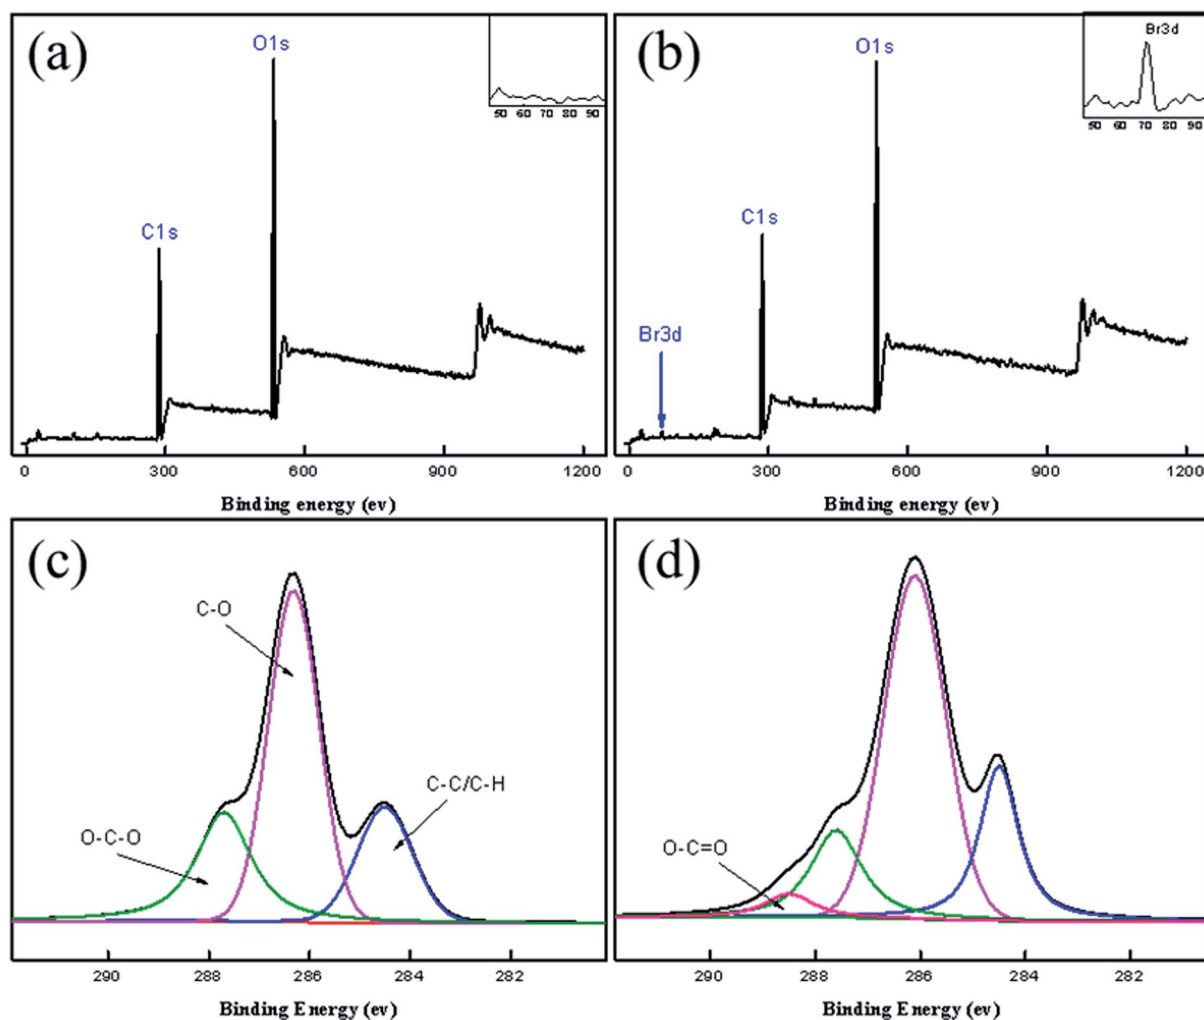 (a)
O1s
C1s
50 60 70 80 90
0 300 600 900 1200
Binding energy (ev)
(b)
O1s
C1s
Br3d
Br3d
50 60 70 80 90
0 300 600 900 1200
Binding energy (ev)
(c)
C-O
C-C/C-H
O-C-O
290 288 286 284 282
Binding Energy (ev)
(d)
O-C=O
290 288 286 284 282
Binding Energy (ev)